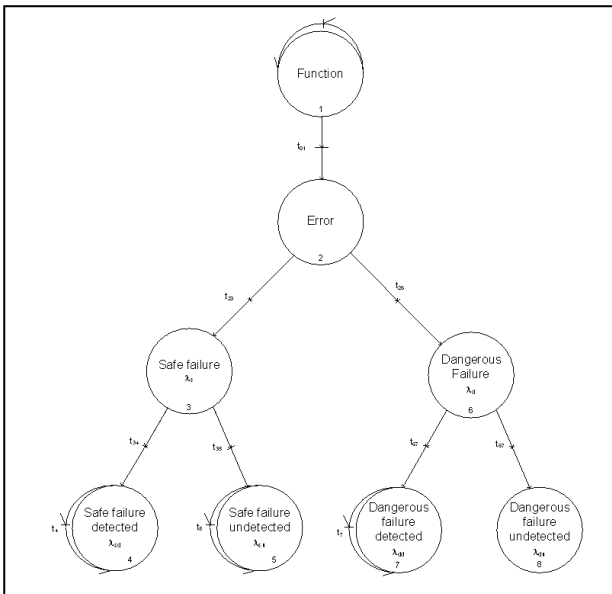 Function
1
t₀₁
Error
2
t₂₃
t₂₆
Safe failure
λₛ
3
Dangerous
Failure
λd
6
t₃₄
t₃₅
t₆₇
t₆₇
t₄
Safe failure
detected
λsd
4
t₅
Safe failure
undetected
5
t₇
Dangerous
failure
detected
λdd
7
Dangerous
failure
undetected
8